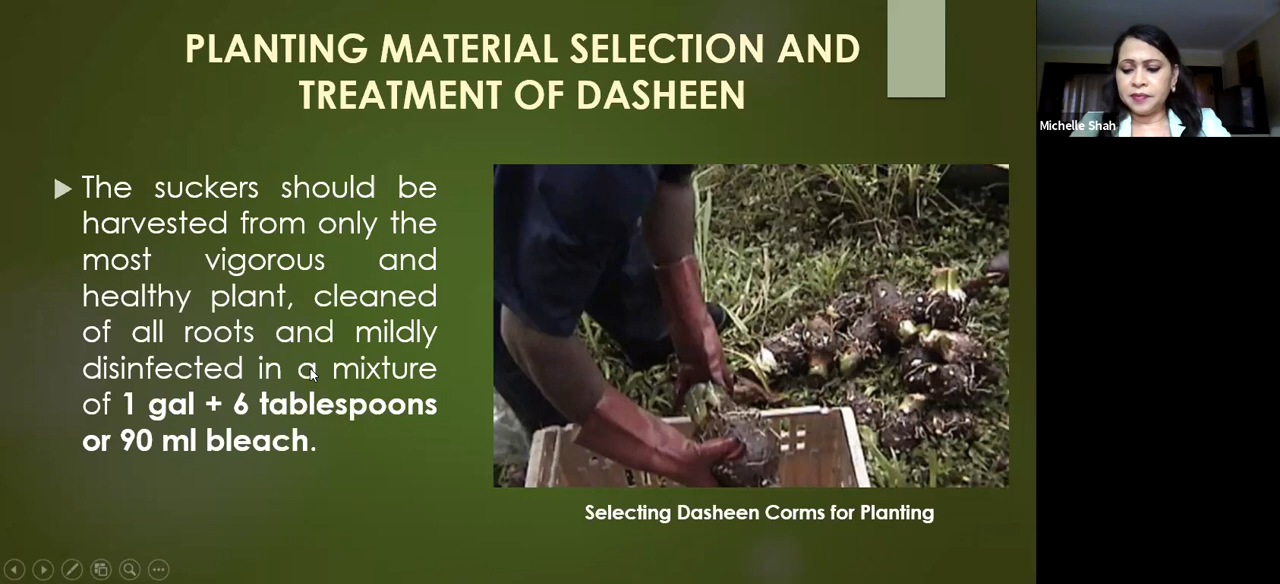 PLANTING MATERIAL SELECTION AND
TREATMENT OF DASHEEN
The suckers should be
harvested from only the
most vigorous and
healthy plant, cleaned
of all roots and mildly
disinfected in a mixture
of 1 gal + 6 tablespoons
or 90 ml bleach.
Selecting Dasheen Corms for Planting
Michelle Shah